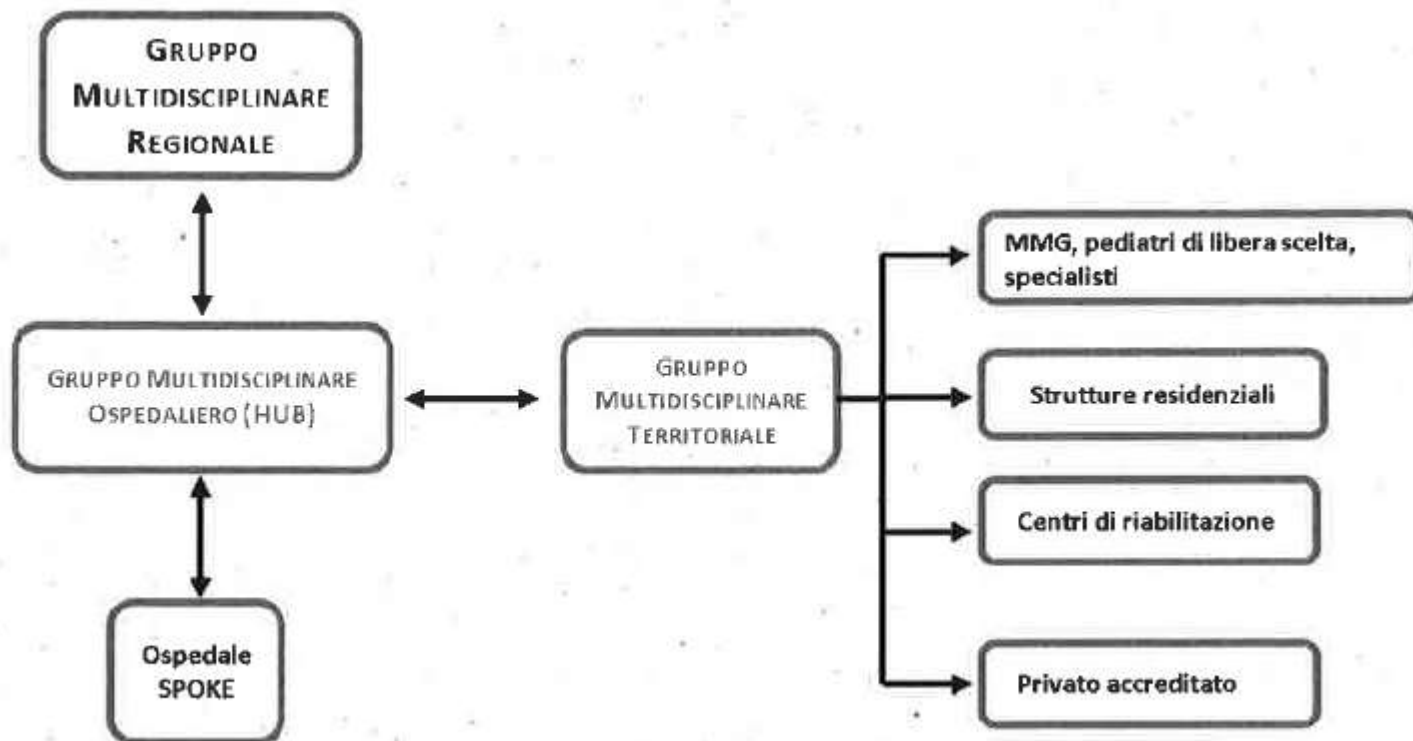 GRUPPO
MULTIDISCIPLINARE
REGIONALE
MMG, pediatri di libera scelta,
specialisti
GRUPPO MULTIDISCIPLINARE
OSPEDALIERO (HUB)
GRUPPO
MULTIDISCIPLINARE
TERRITORIALE
Strutture residenziali
Centri di riabilitazione
Ospedale
SPOKE
Privato accreditato